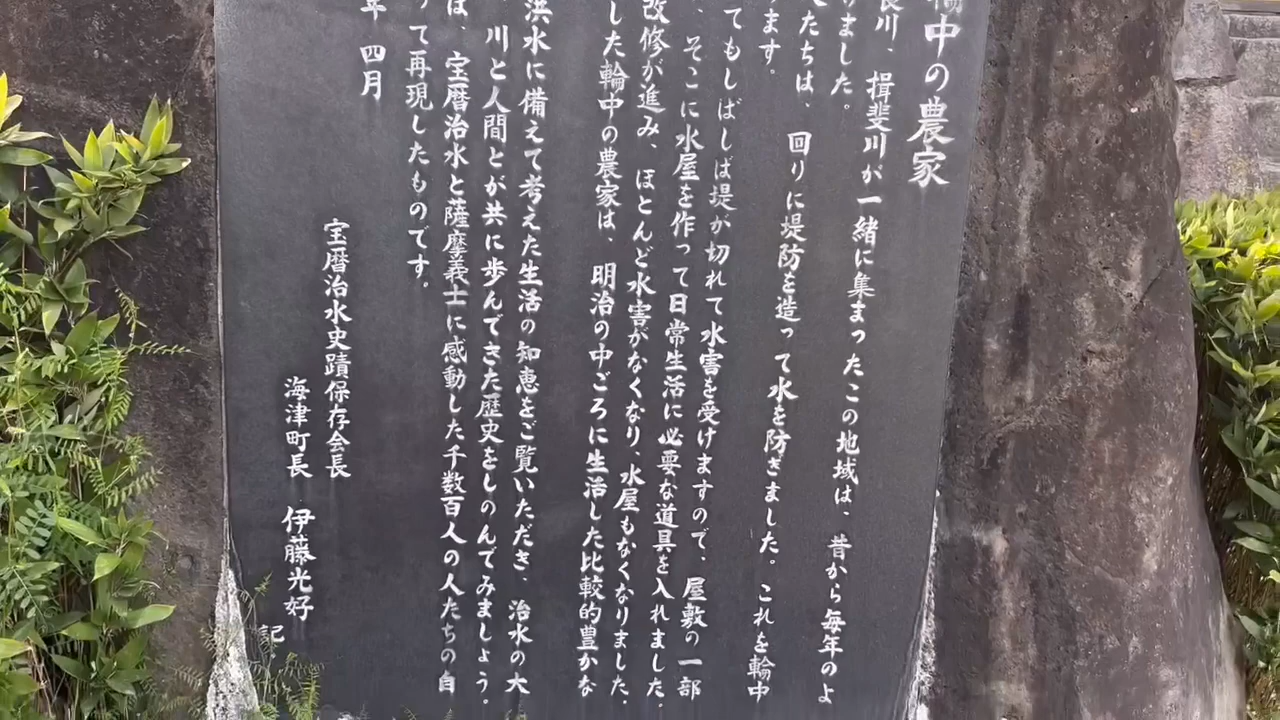 輪中の農家
長川、揖斐川が一緒に集まったこの地域は、昔から毎年のよ
りました。
たちは、回りに堤防を造って水を防ぎました。これを輪中
ます。
てもしばしば堤が切れて水害を受けますので、屋敷の一部
、そこに水屋を作って日常生活に必要な道具を入れました。
改修が進み、ほとんど水害がなくなり、水屋もなくなりました。
した輪中の農家は、明治の中ごろに生活した比較的豊かな
洪水に備えて考えた生活の知恵をご覧いただき、治水の大
、川と人間とが共に歩んできた歴史をしのんでみましょう。
は、宝暦治水と薩摩義士に感動した千数百人の人たちの自
って再現したものです。
年 四月
宝暦治水史蹟保存会長
海津町長 伊藤光好
記